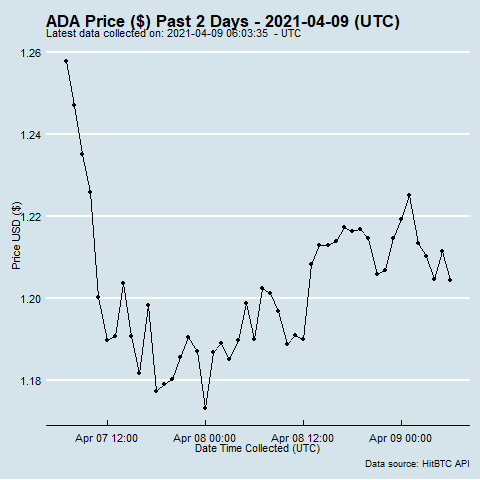 ADA Price ($) Past 2 Days - 2021-04-09 (UTC)
Latest data collected on: 2021-04-09 06:03:35 - UTC
1.26
1.24
1.22
1.20
1.18
Price USD ($)
Apr 07 12:00
Apr 08 00:00
Apr 08 12:00
Apr 09 00:00
Date Time Collected (UTC)
Data source: HitBTC API